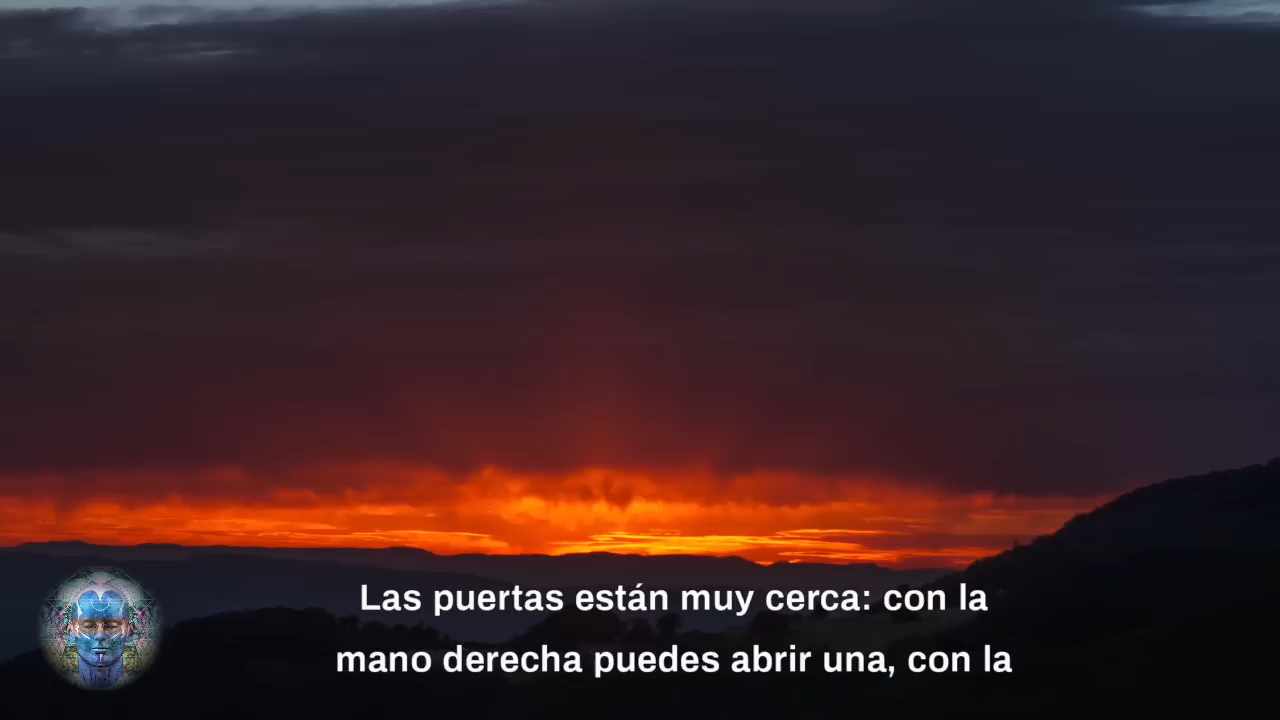 Las puertas están muy cerca: con la
mano derecha puedes abrir una, con la